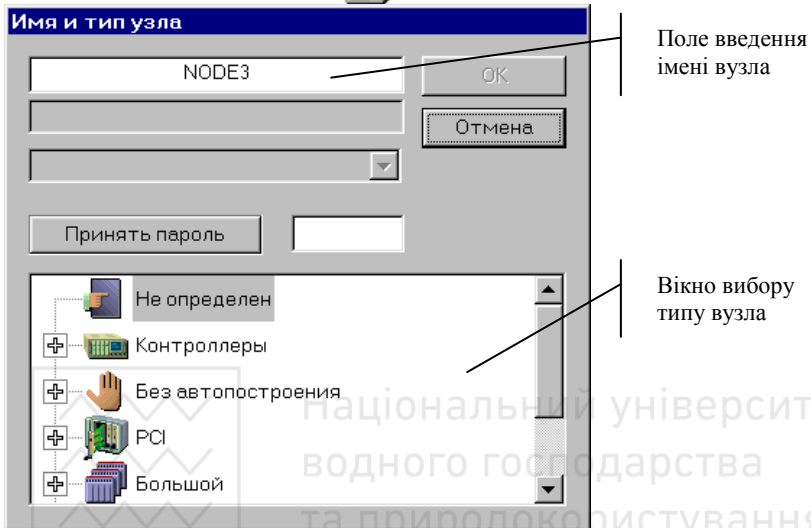 Имя и тип узла
NODE3
OK
Отмена
Принять пароль
Не определен
Контроллеры
Без автопостроения
PCI
Большой
Поле введення
імені вузла
Вікно вибору
типу вузла
Національний університ
водного господарства
та природокористування